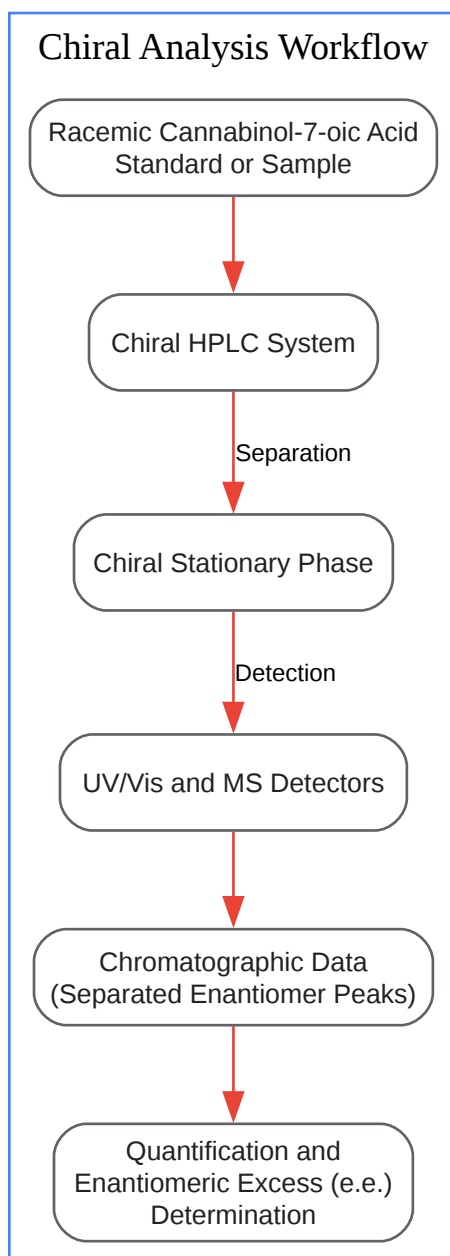 Chiral Analysis Workflow
Racemic Cannabinol-7-oic Acid
Standard or Sample
Chiral HPLC System
Separation
Chiral Stationary Phase
Detection
UV/Vis and MS Detectors
Chromatographic Data
(Separated Enantiomer Peaks)
Quantification and
Enantiomeric Excess (e.e.)
Determination